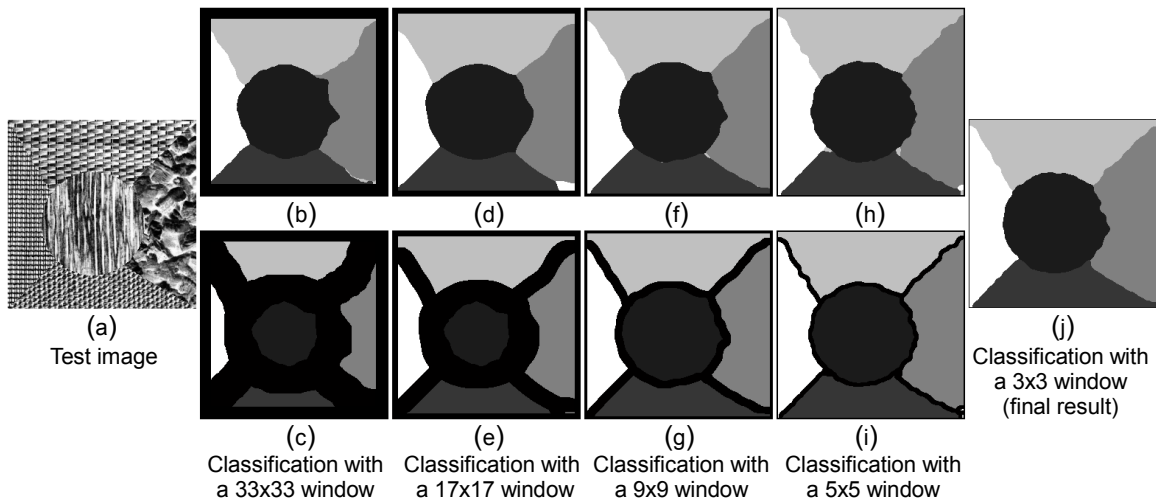 (a)
Test image
(b)
(d)
(f)
(h)
(c)
Classification with
a 33x33 window
(e)
Classification with
a 17x17 window
(g)
Classification with
a 9x9 window
(i)
Classification with
a 5x5 window
(j)
Classification with
a 3x3 window
(final result)